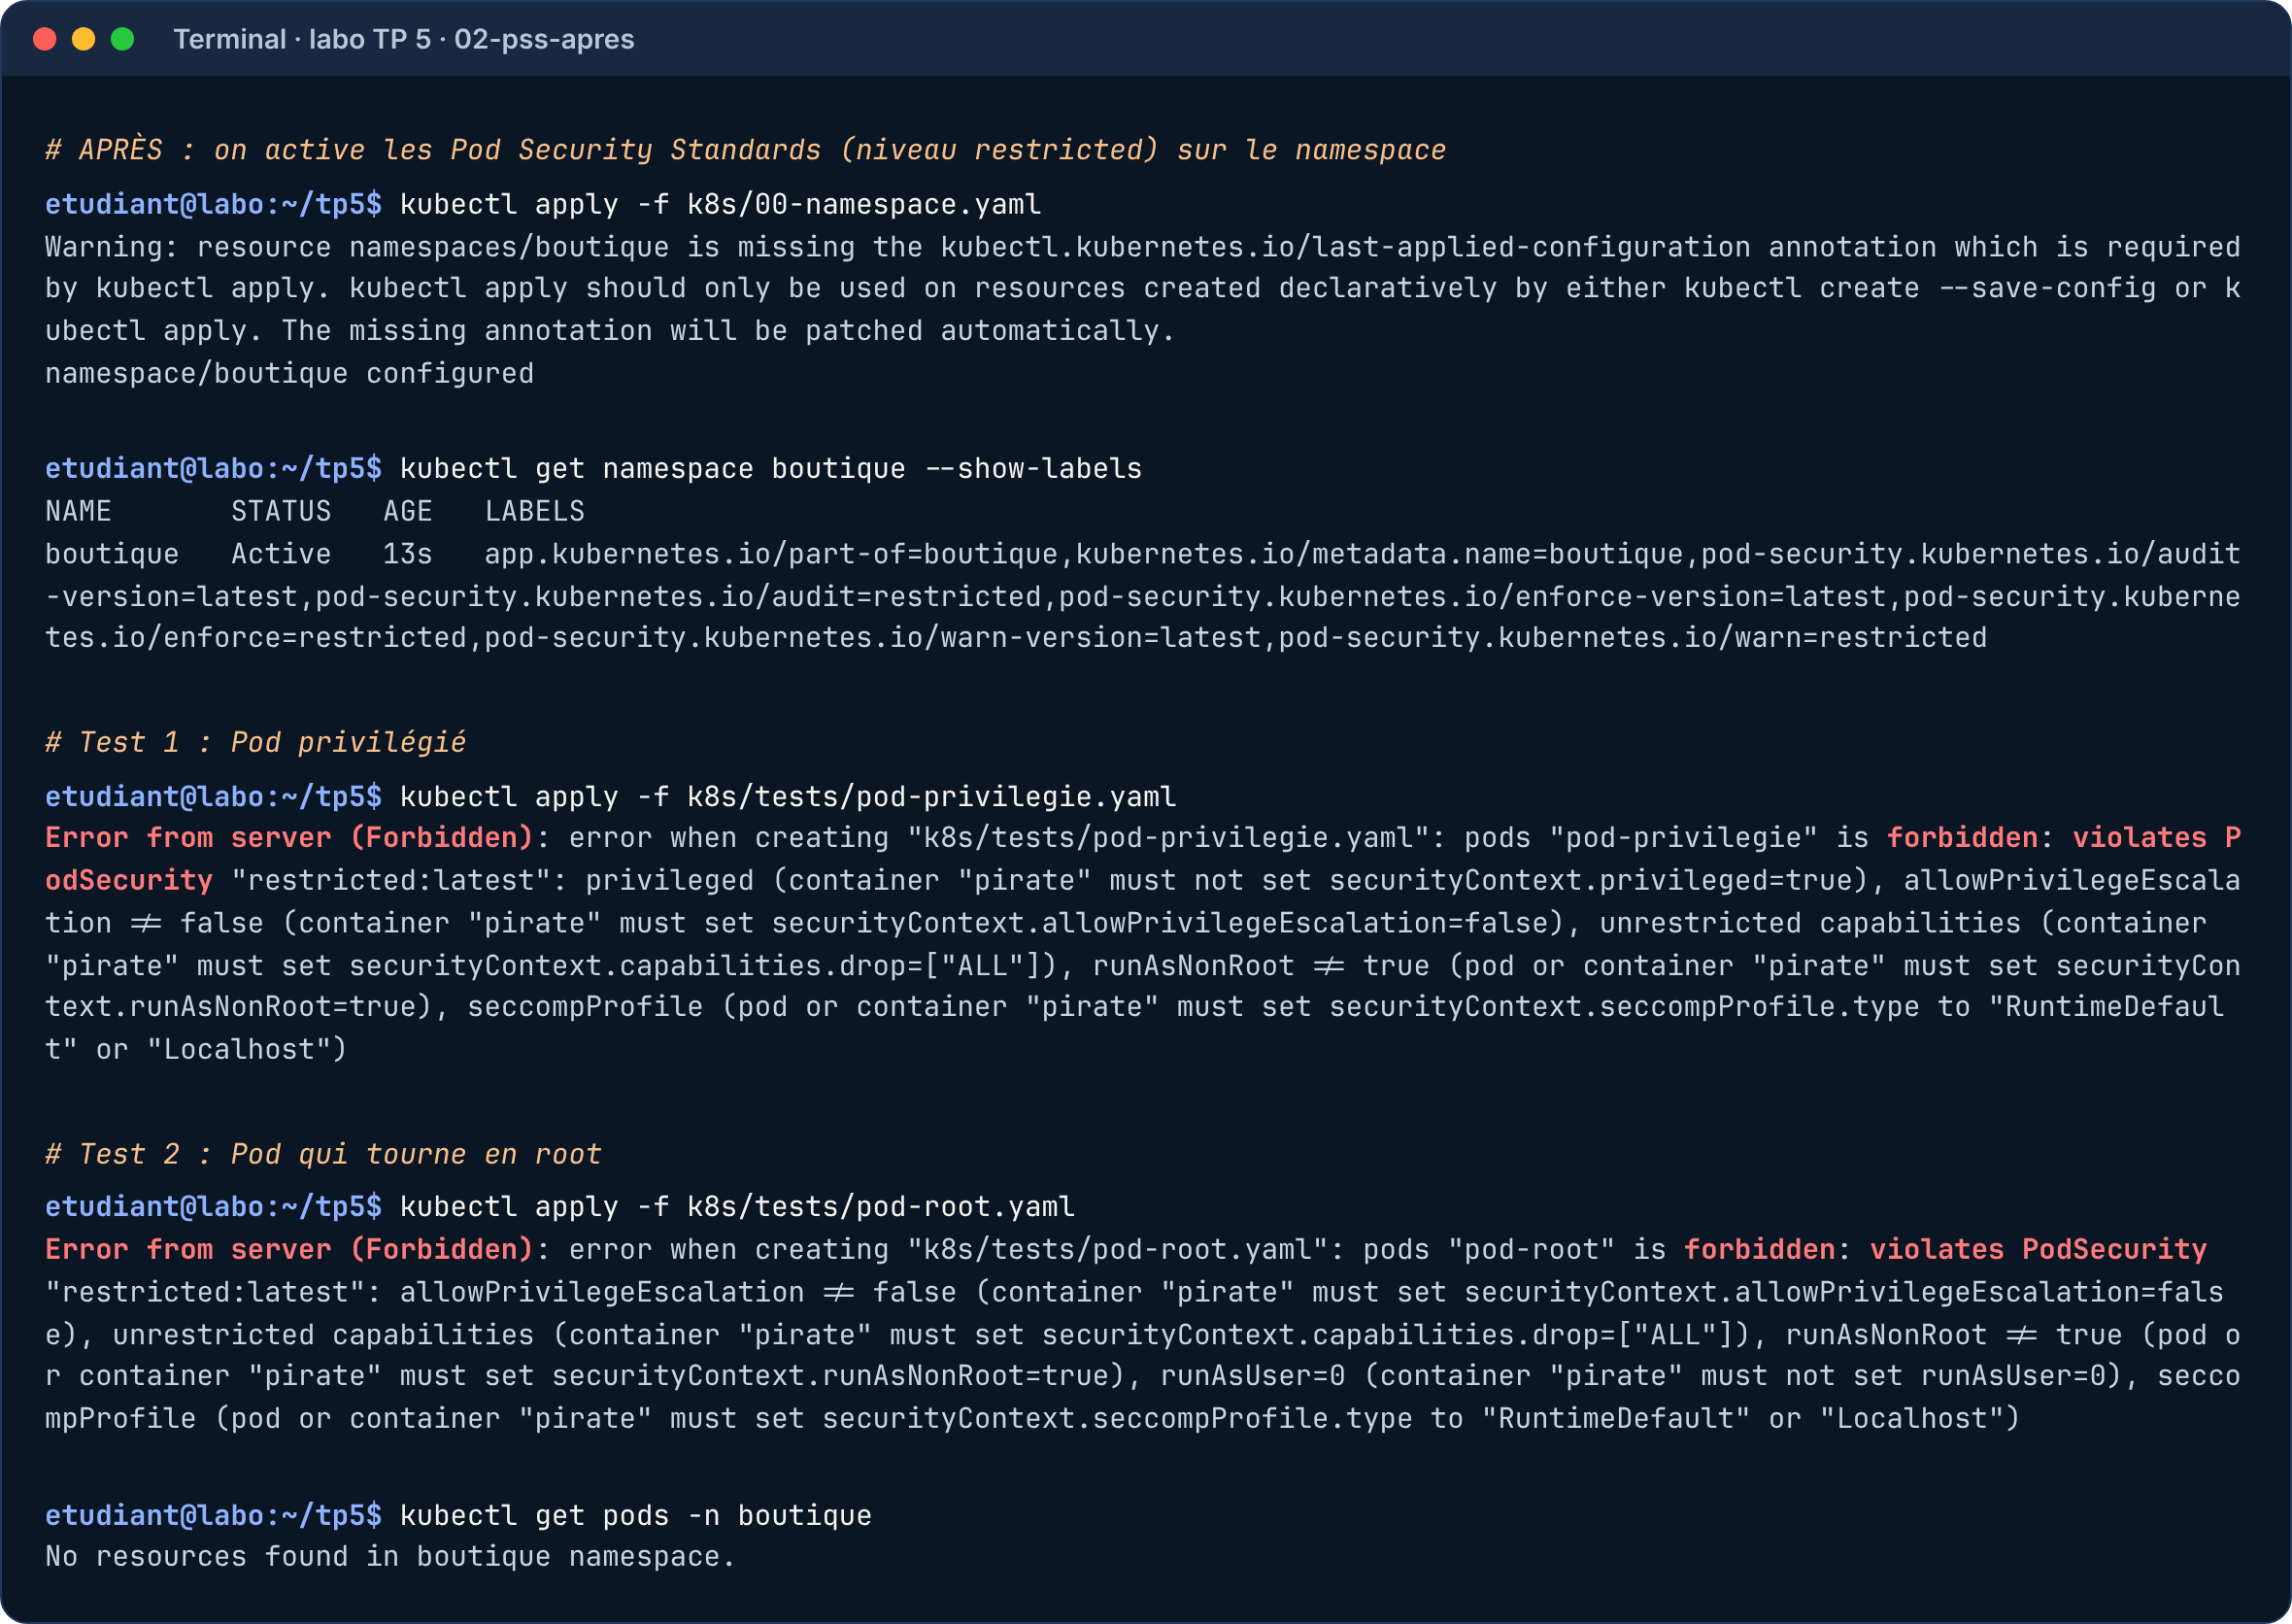 Terminal · labo TP 5 · 02-pss-apres
# APRÈS : on active les Pod Security Standards (niveau restricted) sur le namespace
etudiant@labo:~/tp5$ kubectl apply -f k8s/00-namespace.yaml
Warning: resource namespaces/boutique is missing the kubectl.kubernetes.io/last-applied-configuration annotation which is required
by kubectl apply. kubectl apply should only be used on resources created declaratively by either kubectl create --save-config or k
ubectl apply. The missing annotation will be patched automatically.
namespace/boutique configured
etudiant@labo:~/tp5$ kubectl get namespace boutique --show-labels
NAME       STATUS   AGE   LABELS
boutique   Active   13s   app.kubernetes.io/part-of=boutique,kubernetes.io/metadata.name=boutique,pod-security.kubernetes.io/audit
-version=latest,pod-security.kubernetes.io/audit=restricted,pod-security.kubernetes.io/enforce-version=latest,pod-security.kuberne
tes.io/enforce=restricted,pod-security.kubernetes.io/warn-version=latest,pod-security.kubernetes.io/warn=restricted
# Test 1 : Pod privilégié
etudiant@labo:~/tp5$ kubectl apply -f k8s/tests/pod-privilegie.yaml
Error from server (Forbidden): error when creating "k8s/tests/pod-privilegie.yaml": pods "pod-privilegie" is forbidden: violates P
odSecurity "restricted:latest": privileged (container "pirate" must not set securityContext.privileged=true), allowPrivilegeEscala
tion != false (container "pirate" must set securityContext.allowPrivilegeEscalation=false), unrestricted capabilities (container
"pirate" must set securityContext.capabilities.drop=["ALL"]), runAsNonRoot != true (pod or container "pirate" must set securityCon
text.runAsNonRoot=true), seccompProfile (pod or container "pirate" must set securityContext.seccompProfile.type to "RuntimeDefaul
t" or "Localhost")
# Test 2 : Pod qui tourne en root
etudiant@labo:~/tp5$ kubectl apply -f k8s/tests/pod-root.yaml
Error from server (Forbidden): error when creating "k8s/tests/pod-root.yaml": pods "pod-root" is forbidden: violates PodSecurity
"restricted:latest": allowPrivilegeEscalation != false (container "pirate" must set securityContext.allowPrivilegeEscalation=fals
e), unrestricted capabilities (container "pirate" must set securityContext.capabilities.drop=["ALL"]), runAsNonRoot != true (pod o
r container "pirate" must set securityContext.runAsNonRoot=true), runAsUser=0 (container "pirate" must not set runAsUser=0), secco
mpProfile (pod or container "pirate" must set securityContext.seccompProfile.type to "RuntimeDefault" or "Localhost")
etudiant@labo:~/tp5$ kubectl get pods -n boutique
No resources found in boutique namespace.